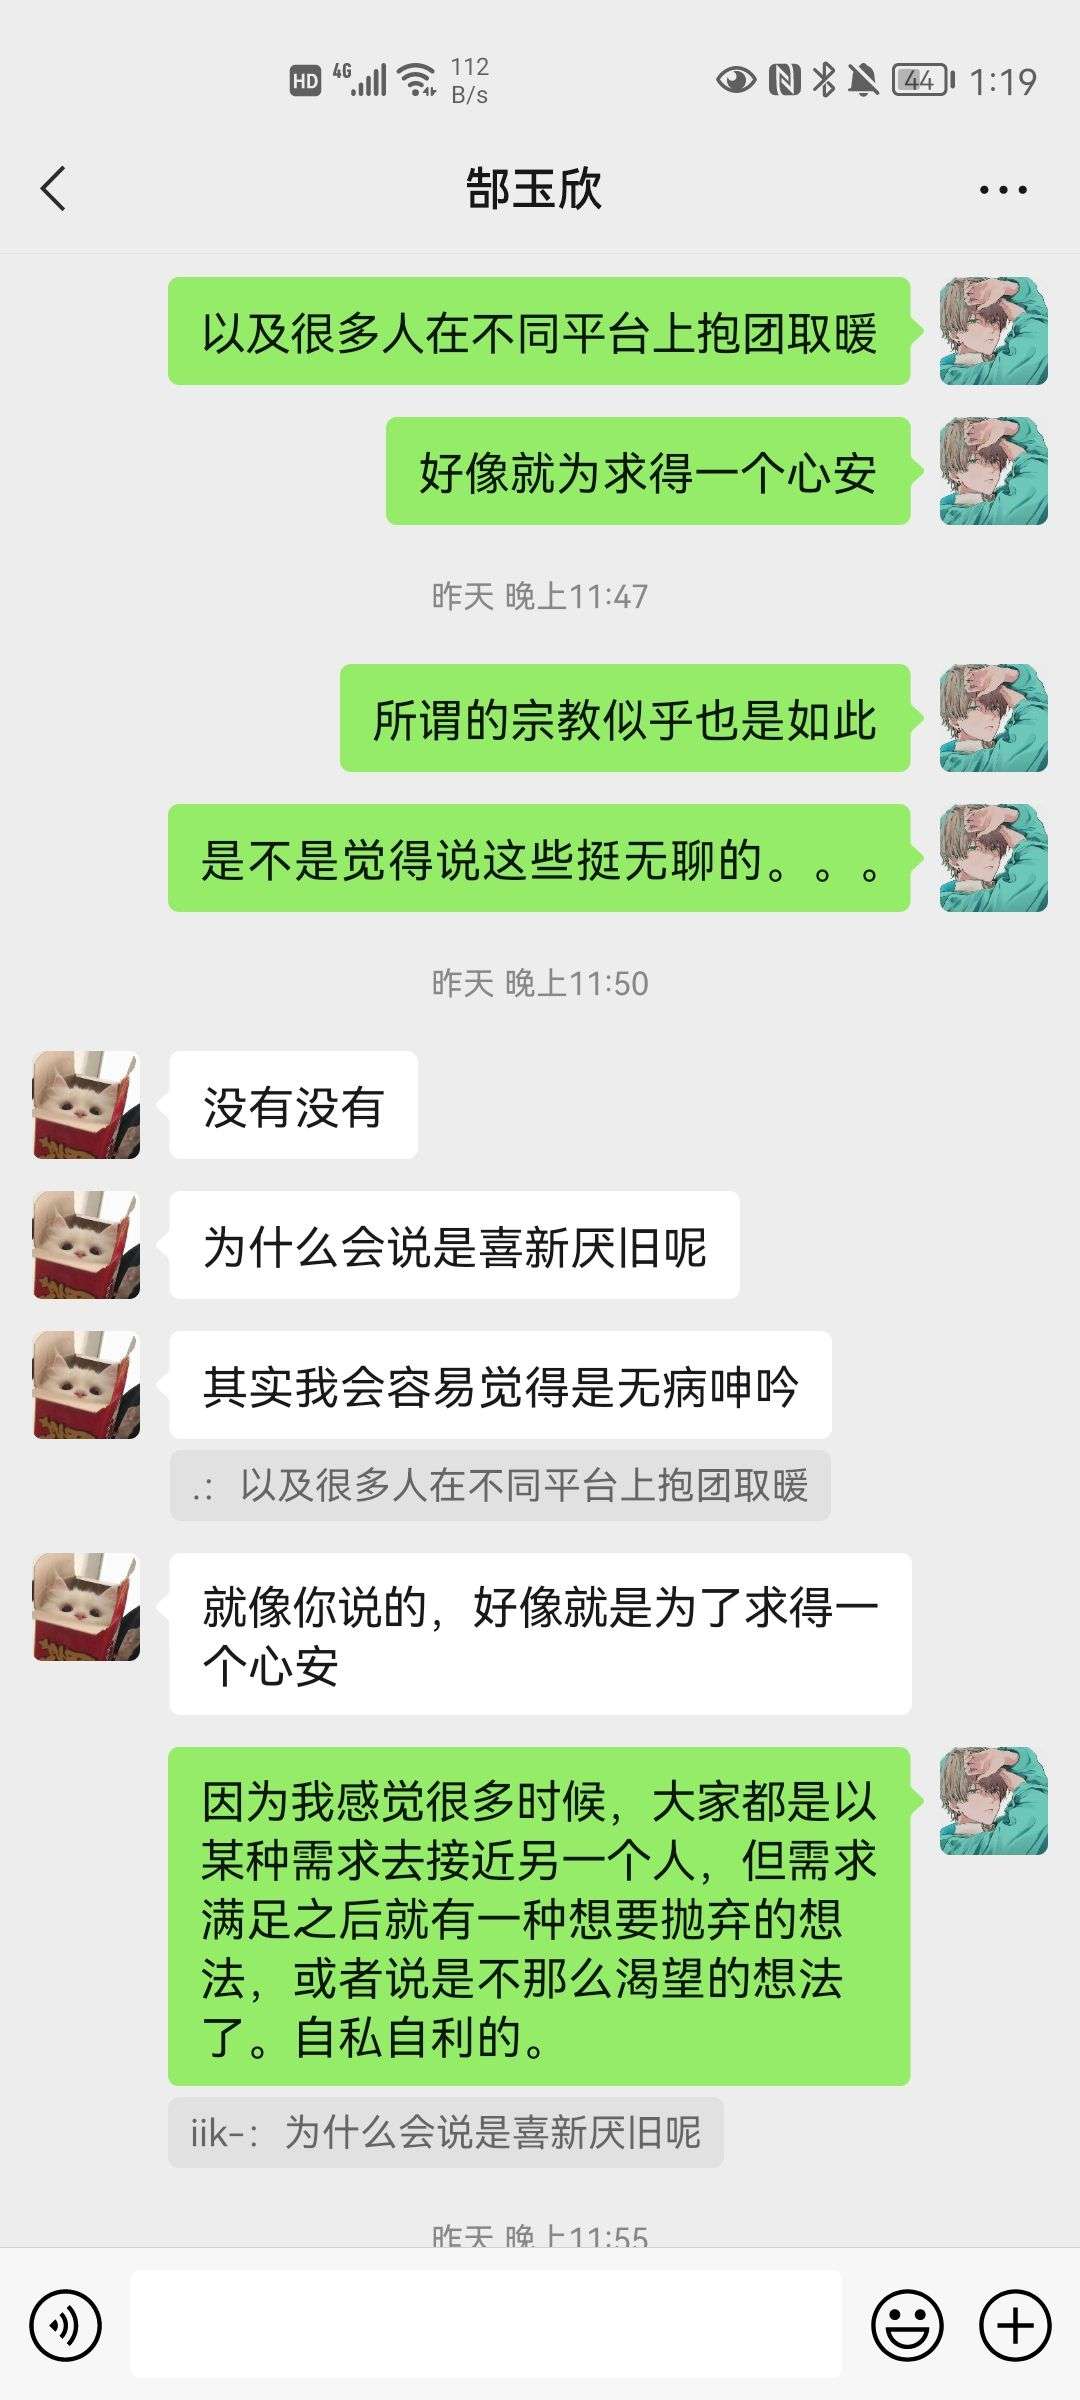 HD 4G 112 B/s 44 1:19
郜玉欣
以及很多人在不同平台上抱团取暖
好像就为求得一个心安
昨天 晚上11:47
所谓的宗教似乎也是如此
是不是觉得说这些挺无聊的。。。
昨天 晚上11:50
没有没有
为什么会说是喜新厌旧呢
其实我会容易觉得是无病呻吟
.: 以及很多人在不同平台上抱团取暖
就像你说的，好像就是为了求得一
个心安
因为我感觉很多时候，大家都是以
某种需求去接近另一个人，但需求
满足之后就有一种想要抛弃的想
法，或者说是不那么渴望的想法
了。自私自利的。
iik-: 为什么会说是喜新厌旧呢
昨天 晚上11:55